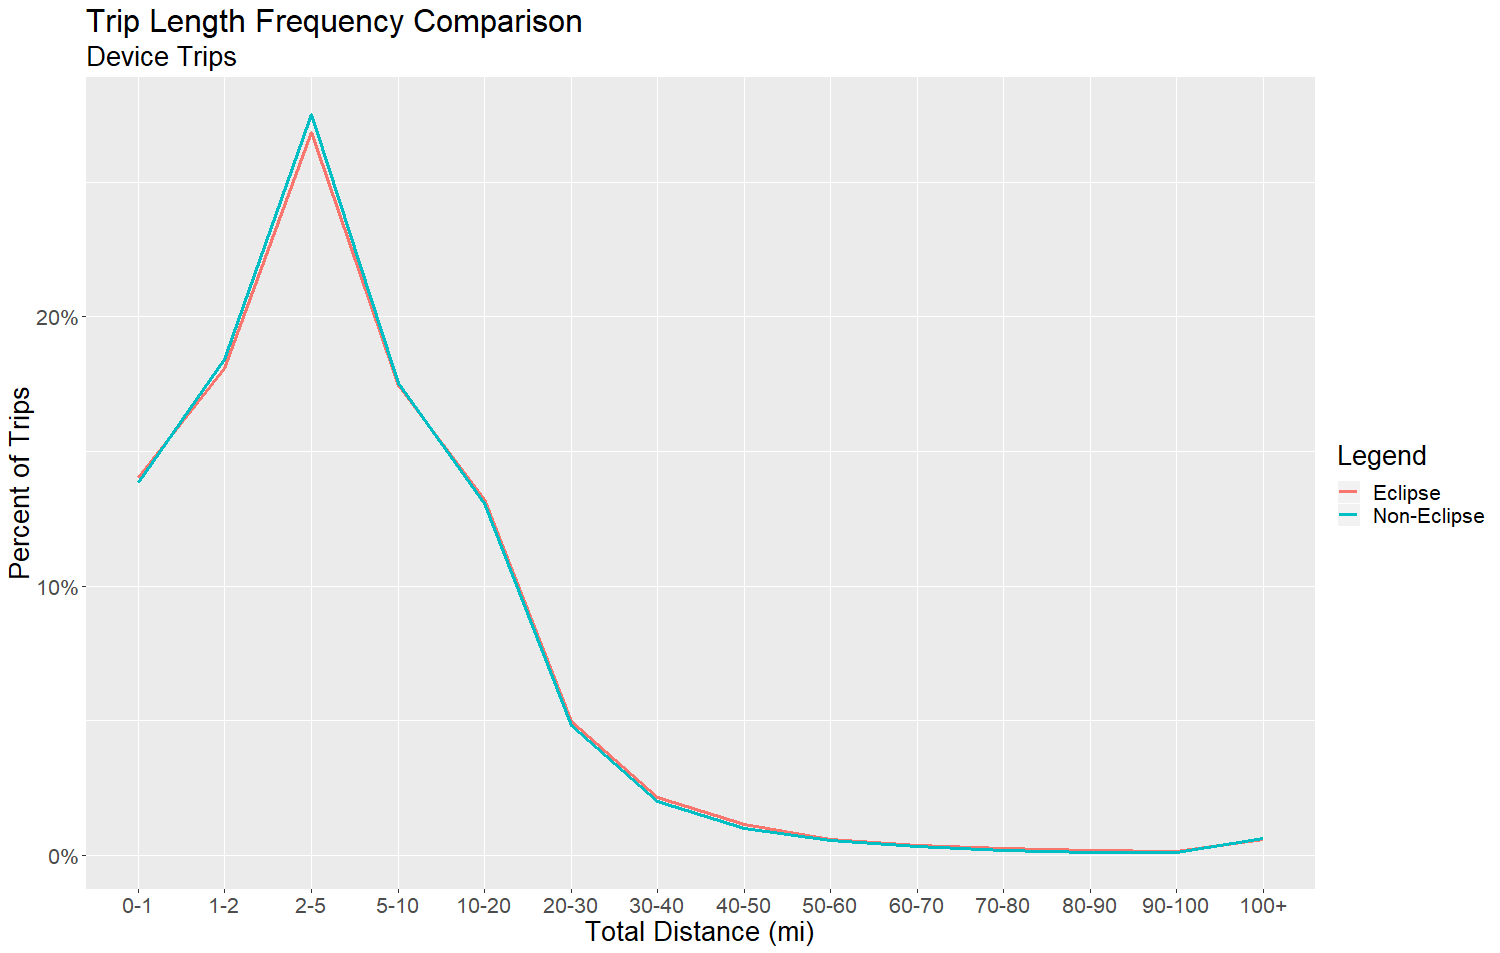 Trip Length Frequency Comparison
Device Trips
Percent of Trips
20%
10%
0%
0-1 1-2 2-5 5-10 10-20 20-30 30-40 40-50 50-60 60-70 70-80 80-90 90-100 100+
Total Distance (mi)
Legend
Eclipse
Non-Eclipse